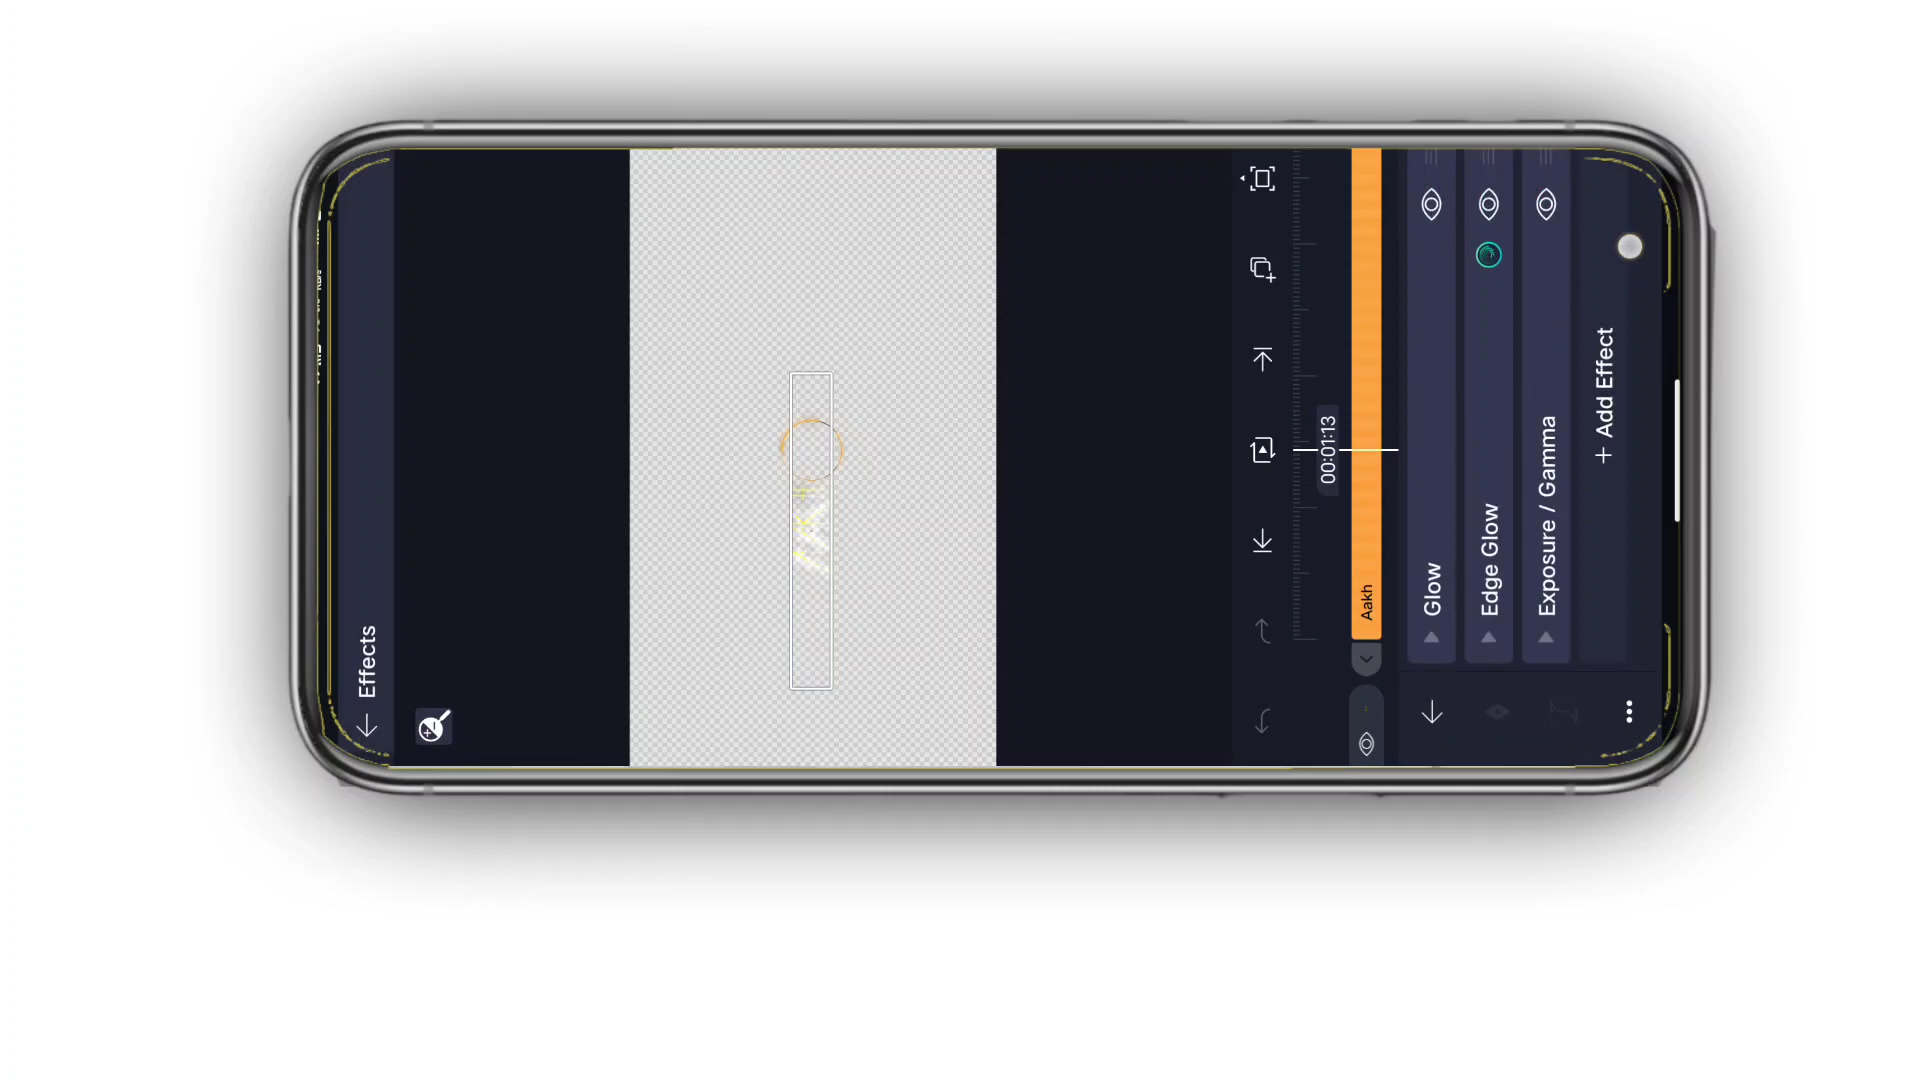 Effects
00:01:13
Aakh
Glow
Edge Glow
Exposure / Gamma
+ Add Effect